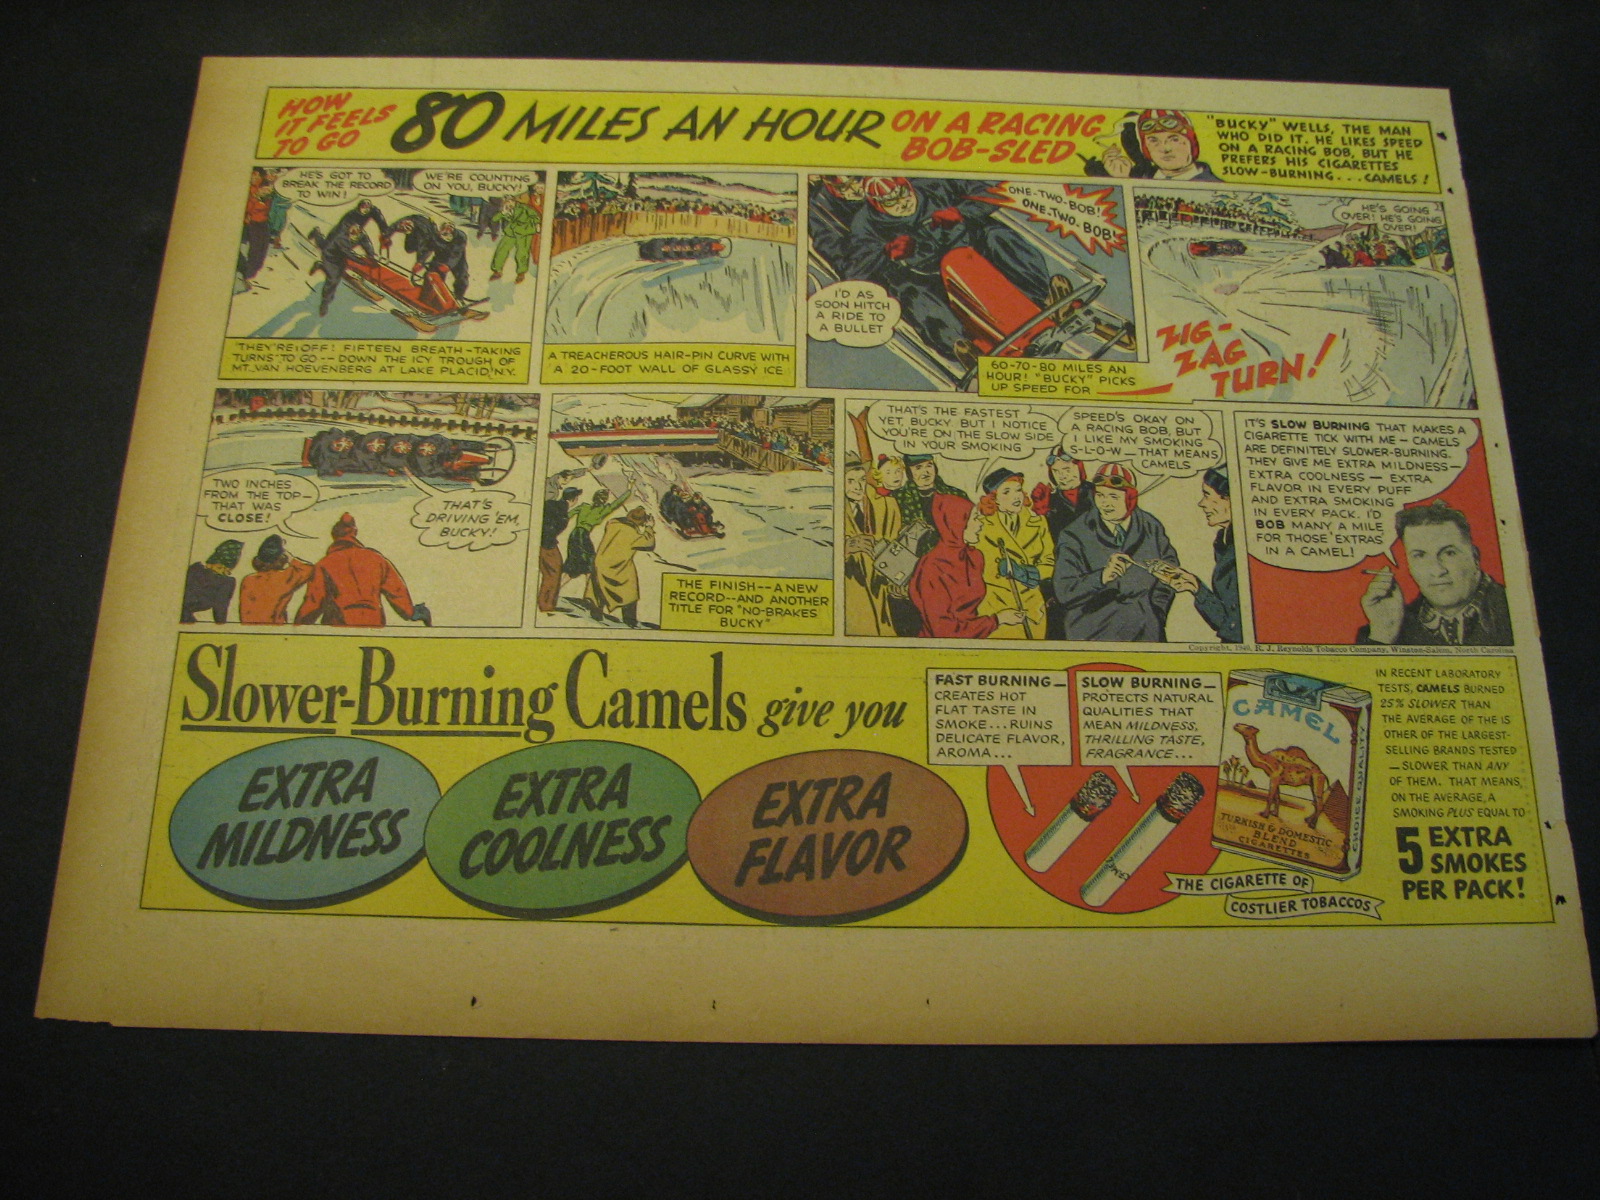 HOW
IT FEELS
TO GO
80 MILES AN HOUR
ON A RACING
BOB-SLED
"BUCKY" WELLS, THE MAN
WHO DID IT. HE LIKES SPEED
ON A RACING BOB, BUT HE
PREFERS HIS CIGARETTES
SLOW-BURNING...CAMELS!
HE'S GOT TO
BREAK THE RECORD
TO WIN!
WE'RE COUNTING
ON YOU, BUCKY!
THEY'RE OFF! FIFTEEN BREATH-TAKING
TURNS TO GO--DOWN THE ICY TROUGH OF
MT. VAN HOEVENBERG AT LAKE PLACID, N.Y.
A TREACHEROUS HAIR-PIN CURVE WITH
A 20-FOOT WALL OF GLASSY ICE
ONE-TWO-BOB!
ONE-TWO-BOB!
I'D AS
SOON HITCH
A RIDE TO
A BULLET
60-70-80 MILES AN
HOUR! "BUCKY" PICKS
UP SPEED FOR
HE'S GOING
OVER! HE'S GOING
OVER!
ZIG-
ZAG
TURN!
TWO INCHES
FROM THE TOP—
THAT WAS
CLOSE!
THAT'S
DRIVING 'EM,
BUCKY!
THE FINISH--A NEW
RECORD--AND ANOTHER
TITLE FOR "NO-BRAKES
BUCKY"
THAT'S THE FASTEST
YET, BUCKY. BUT I NOTICE
YOU'RE ON THE SLOW SIDE
IN YOUR SMOKING
SPEED'S OKAY ON
A RACING BOB, BUT
I LIKE MY SMOKING
S-L-O-W—THAT MEANS
CAMELS
IT'S SLOW BURNING THAT MAKES A
CIGARETTE TICK WITH ME—CAMELS
ARE DEFINITELY SLOWER-BURNING.
THEY GIVE ME EXTRA MILDNESS—
EXTRA COOLNESS—EXTRA
FLAVOR IN EVERY PUFF
AND EXTRA SMOKING
IN EVERY PACK. I'D
BOB MANY A MILE
FOR THOSE 'EXTRAS'
IN A CAMEL!
Copyright, 1940, R. J. Reynolds Tobacco Company, Winston-Salem, North Carolina
Slower-Burning Camels give you
EXTRA
MILDNESS
EXTRA
COOLNESS
EXTRA
FLAVOR
FAST BURNING—
CREATES HOT
FLAT TASTE IN
SMOKE...RUINS
DELICATE FLAVOR,
AROMA...
SLOW BURNING—
PROTECTS NATURAL
QUALITIES THAT
MEAN MILDNESS,
THRILLING TASTE,
FRAGRANCE...
CAMEL
CAMEL
TURKISH & DOMESTIC
BLEND
CIGARETTES
CHOICE QUALITY
THE CIGARETTE OF
COSTLIER TOBACCOS
IN RECENT LABORATORY
TESTS, CAMELS BURNED
25% SLOWER THAN
THE AVERAGE OF THE 15
OTHER OF THE LARGEST-
SELLING BRANDS TESTED
—SLOWER THAN ANY
OF THEM. THAT MEANS,
ON THE AVERAGE, A
SMOKING PLUS EQUAL TO
5 EXTRA
SMOKES
PER PACK!